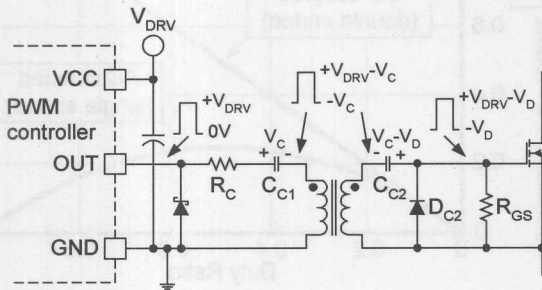 V_DRV
VCC
PWM
controller
OUT
GND
+V_DRV
0V
R_C
V_C
+ -
C_C1
+V_DRV-V_C
-V_C
V_C-V_D
- +
C_C2
+V_DRV-V_D
-V_D
D_C2
R_GS